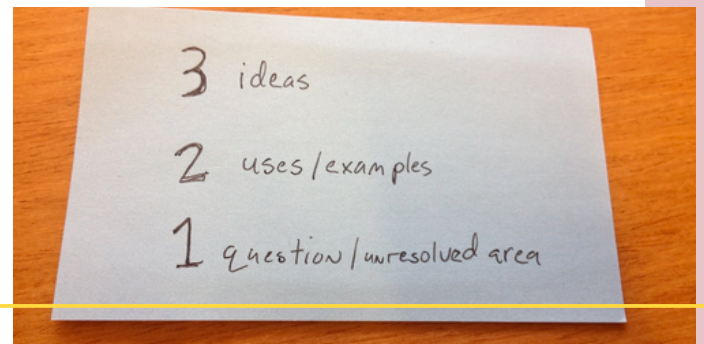 3 ideas
2 uses/examples
1 question/unresolved area